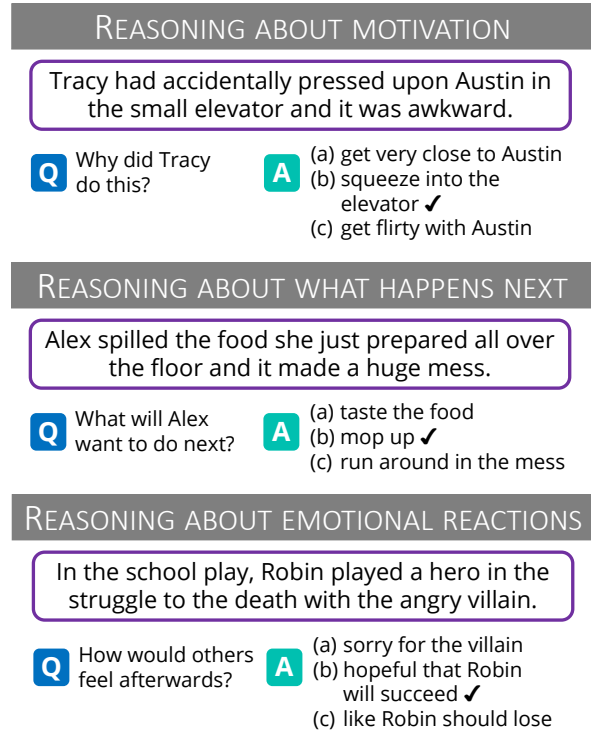 REASONING ABOUT MOTIVATION
Tracy had accidentally pressed upon Austin in
the small elevator and it was awkward.
Q
Why did Tracy
do this?
A
(a) get very close to Austin
(b) squeeze into the
elevator ✔
(c) get flirty with Austin
REASONING ABOUT WHAT HAPPENS NEXT
Alex spilled the food she just prepared all over
the floor and it made a huge mess.
Q
What will Alex
want to do next?
A
(a) taste the food
(b) mop up ✔
(c) run around in the mess
REASONING ABOUT EMOTIONAL REACTIONS
In the school play, Robin played a hero in the
struggle to the death with the angry villain.
Q
How would others
feel afterwards?
A
(a) sorry for the villain
(b) hopeful that Robin
will succeed ✔
(c) like Robin should lose